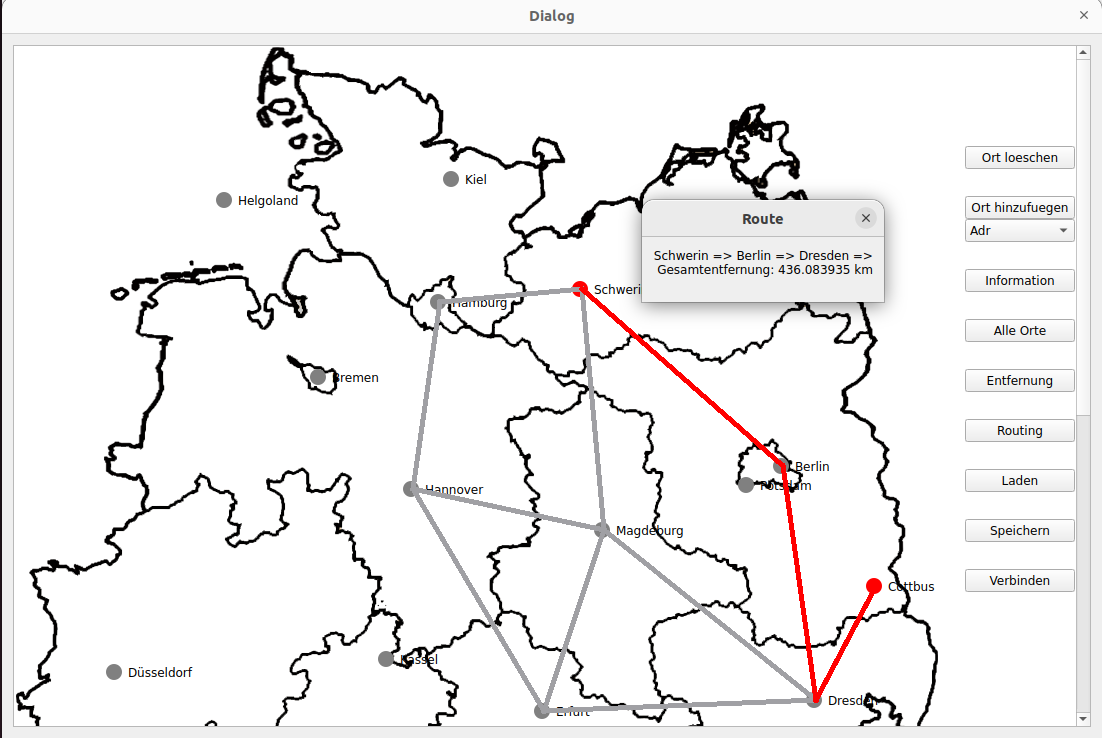 Dialog
Kiel
Helgoland
Route
Schwerin => Berlin => Dresden =>
Gesamtentfernung: 436.083935 km
Schweri
Hamburg
Bremen
Berlin
Potsdam
Hannover
Magdeburg
Cottbus
Kassel
Düsseldorf
Dresden
Erfurt
Ort loeschen
Ort hinzufuegen
Adr
Information
Alle Orte
Entfernung
Routing
Laden
Speichern
Verbinden